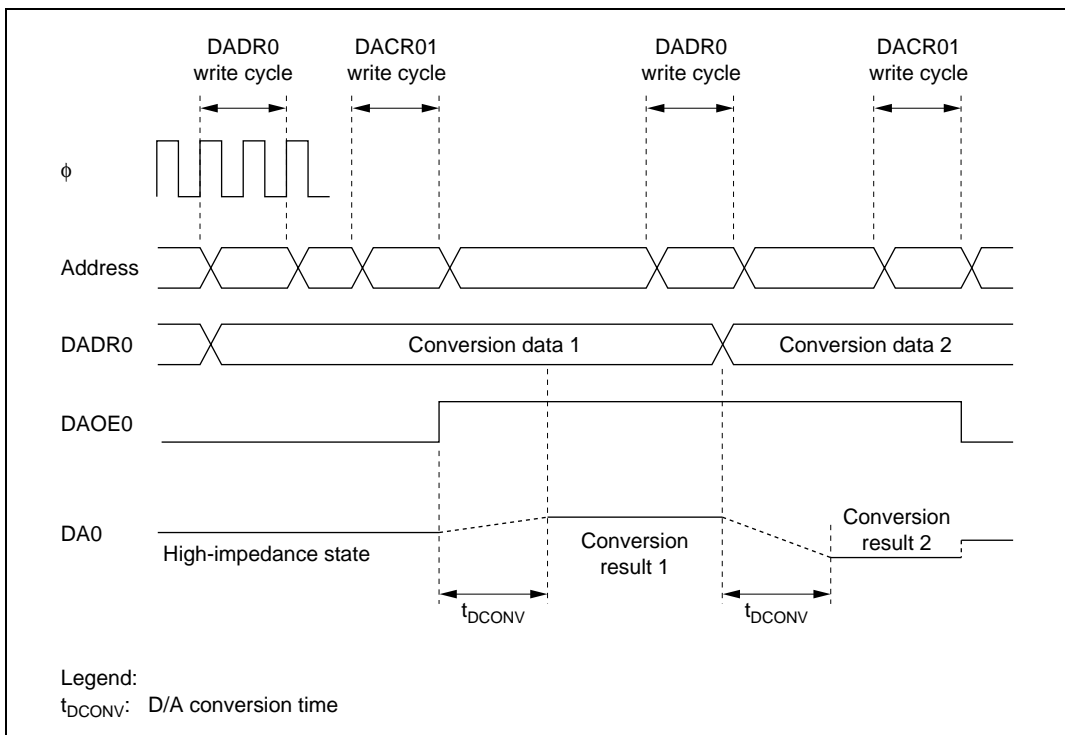 DADR0
write cycle
DACR01
write cycle
DADR0
write cycle
DACR01
write cycle
ϕ
Address
DADR0
Conversion data 1
Conversion data 2
DAOE0
DA0
High-impedance state
Conversion
result 1
Conversion
result 2
tDCONV
tDCONV
Legend:
tDCONV: D/A conversion time